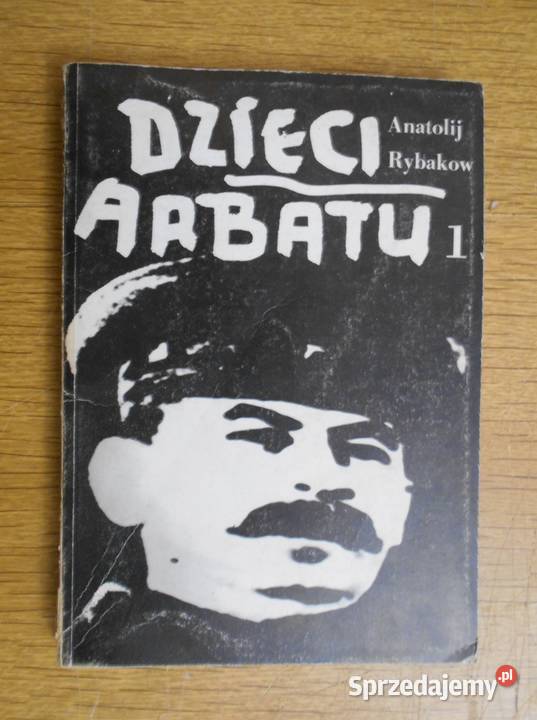 DZIECI
ARBATU 1
Anatolij
Rybakow
Sprzedajemy.pl